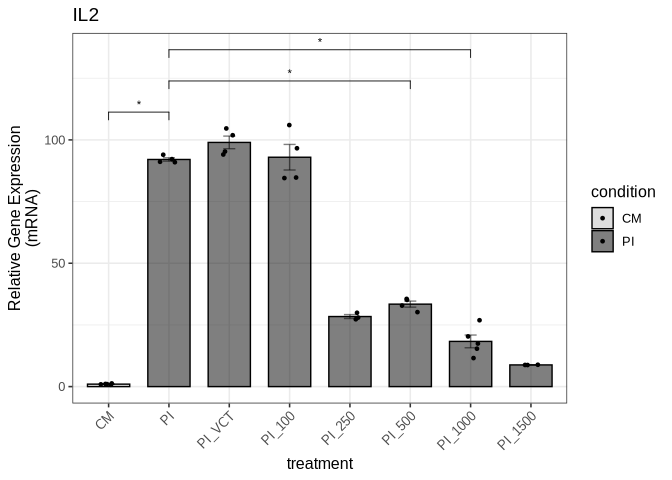 IL2
*
*
*
Relative Gene Expression
(mRNA)
100
50
0
CM
PI
PI_VCT
PI_100
PI_250
PI_500
PI_1000
PI_1500
treatment
condition
CM
PI